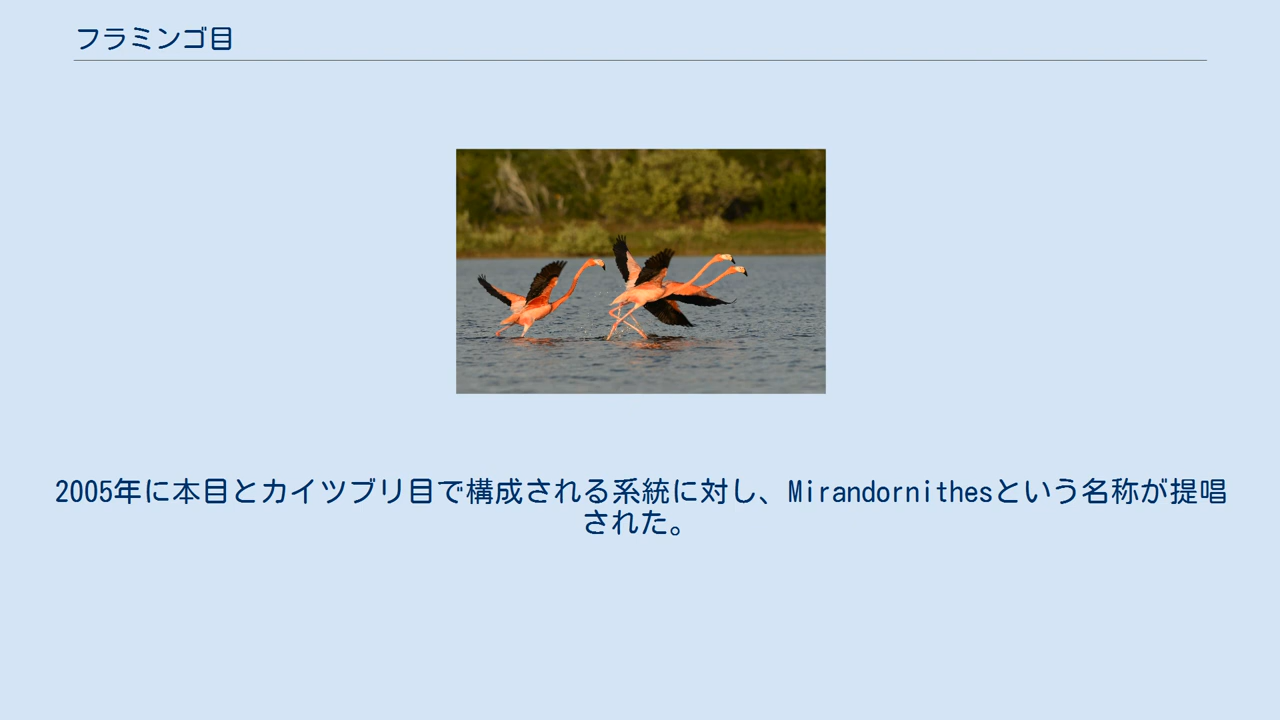 フラミンゴ目
2005年に本目とカイツブリ目で構成される系統に対し、Mirandornithesという名称が提唱
された。